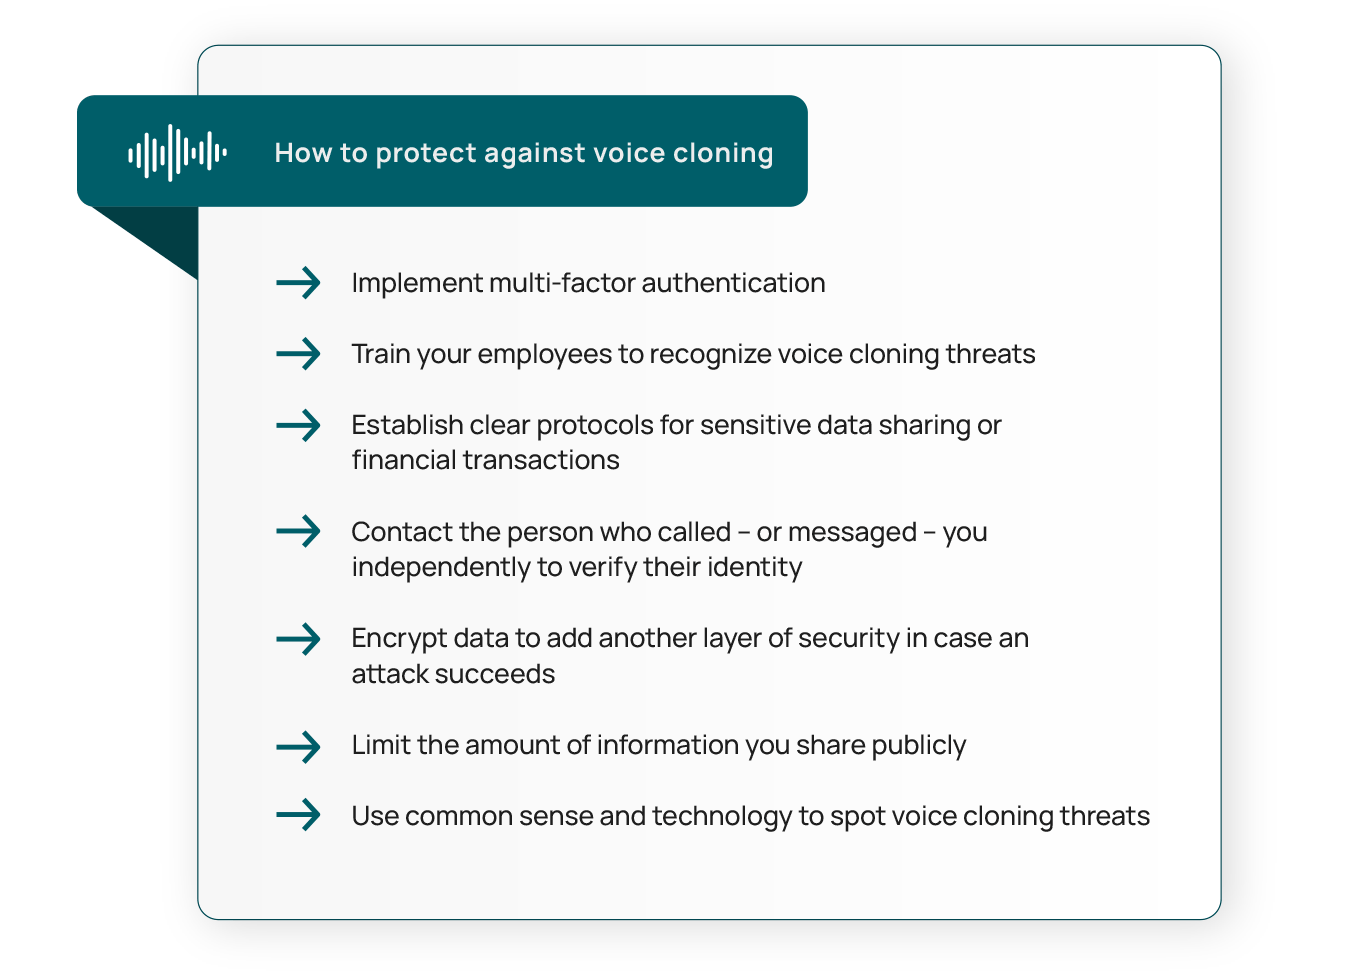 How to protect against voice cloning
Implement multi-factor authentication
Train your employees to recognize voice cloning threats
Establish clear protocols for sensitive data sharing or
financial transactions
Contact the person who called – or messaged – you
independently to verify their identity
Encrypt data to add another layer of security in case an
attack succeeds
Limit the amount of information you share publicly
Use common sense and technology to spot voice cloning threats